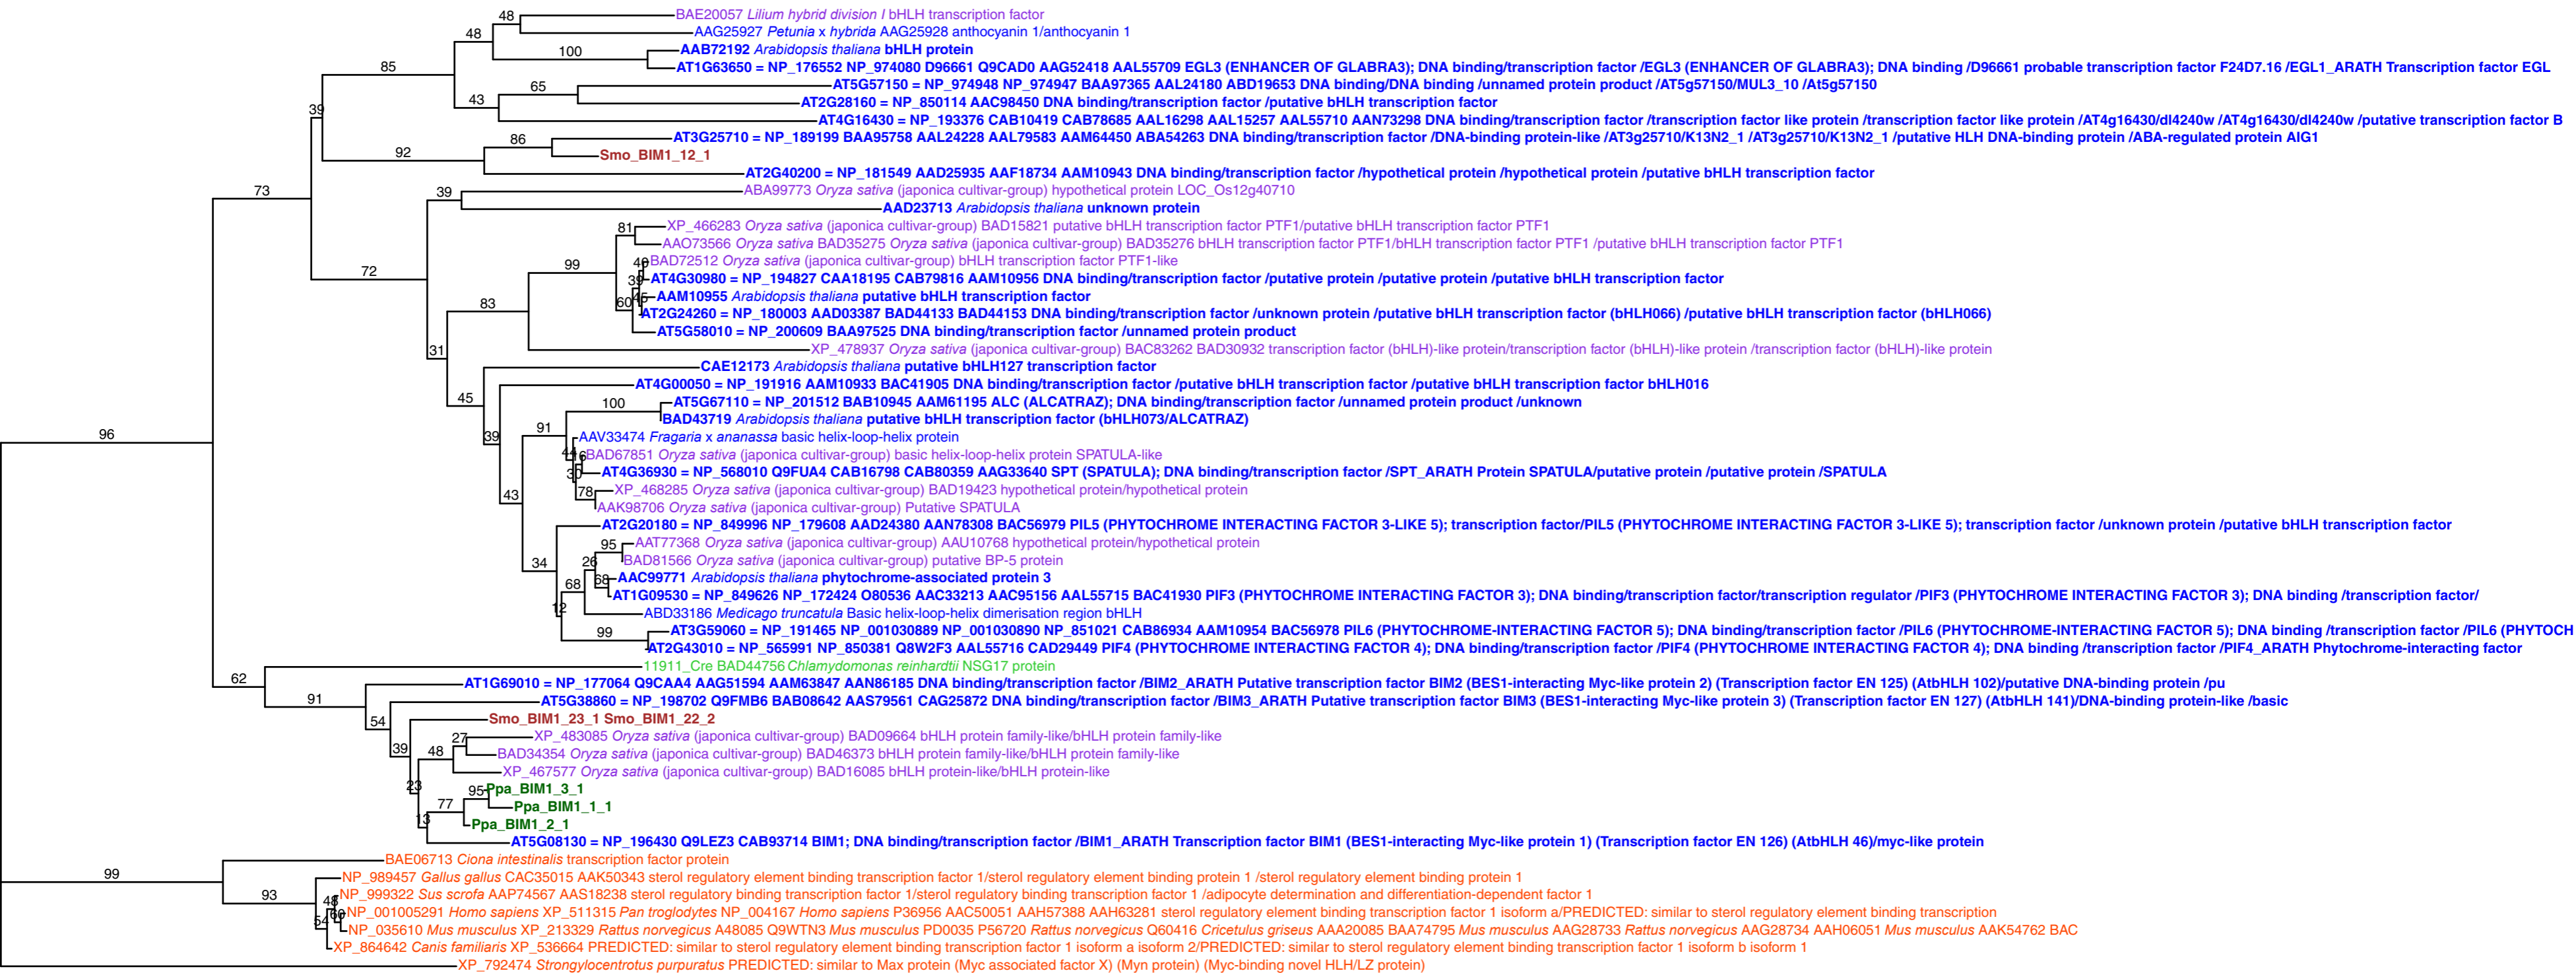 48
BAE20057 Lilium hybrid division I bHLH transcription factor
48
AAG25927 Petunia x hybrida AAG25928 anthocyanin 1/anthocyanin 1
100
AAB72192 Arabidopsis thaliana bHLH protein
85
AT1G63650 = NP_176552 NP_974080 D96661 Q9CAD0 AAG52418 AAL55709 EGL3 (ENHANCER OF GLABRA3); DNA binding/transcription factor /EGL3 (ENHANCER OF GLABRA3); DNA binding /D96661 probable transcription factor F24D7.16 /EGL1_ARATH Transcription factor EGL
65
AT5G57150 = NP_974948 NP_974947 BAA97365 AAL24180 ABD19653 DNA binding/DNA binding /unnamed protein product /AT5g57150/MUL3_10 /At5g57150
43
AT2G28160 = NP_850114 AAC98450 DNA binding/transcription factor /putative bHLH transcription factor
39
AT4G16430 = NP_193376 CAB10419 CAB78685 AAL16298 AAL15257 AAL55710 AAN73298 DNA binding/transcription factor /transcription factor like protein /transcription factor like protein /AT4g16430/dl4240w /AT4g16430/dl4240w /putative transcription factor B
86
AT3G25710 = NP_189199 BAA95758 AAL24228 AAL79583 AAM64450 ABA54263 DNA binding/transcription factor /DNA-binding protein-like /AT3g25710/K13N2_1 /AT3g25710/K13N2_1 /putative HLH DNA-binding protein /ABA-regulated protein AIG1
92
Smo_BIM1_12_1
AT2G40200 = NP_181549 AAD25935 AAF18734 AAM10943 DNA binding/transcription factor /hypothetical protein /hypothetical protein /putative bHLH transcription factor
73
39
ABA99773 Oryza sativa (japonica cultivar-group) hypothetical protein LOC_Os12g40710
AAD23713 Arabidopsis thaliana unknown protein
81
XP_466283 Oryza sativa (japonica cultivar-group) BAD15821 putative bHLH transcription factor PTF1/putative bHLH transcription factor PTF1
AAO73566 Oryza sativa BAD35275 Oryza sativa (japonica cultivar-group) BAD35276 bHLH transcription factor PTF1/bHLH transcription factor PTF1 /putative bHLH transcription factor PTF1
72
99
BAD72512 Oryza sativa (japonica cultivar-group) bHLH transcription factor PTF1-like
39
AT4G30980 = NP_194827 CAA18195 CAB79816 AAM10956 DNA binding/transcription factor /putative protein /putative protein /putative bHLH transcription factor
83
60
AAM10955 Arabidopsis thaliana putative bHLH transcription factor
AT2G24260 = NP_180003 AAD03387 BAD44133 BAD44153 DNA binding/transcription factor /unknown protein /putative bHLH transcription factor (bHLH066) /putative bHLH transcription factor (bHLH066)
AT5G58010 = NP_200609 BAA97525 DNA binding/transcription factor /unnamed protein product
31
XP_478937 Oryza sativa (japonica cultivar-group) BAC83262 BAD30932 transcription factor (bHLH)-like protein/transcription factor (bHLH)-like protein /transcription factor (bHLH)-like protein
CAE12173 Arabidopsis thaliana putative bHLH127 transcription factor
AT4G00050 = NP_191916 AAM10933 BAC41905 DNA binding/transcription factor /putative bHLH transcription factor /putative bHLH transcription factor bHLH016
45
100
AT5G67110 = NP_201512 BAB10945 AAM61195 ALC (ALCATRAZ); DNA binding/transcription factor /unnamed protein product /unknown
BAD43719 Arabidopsis thaliana putative bHLH transcription factor (bHLH073/ALCATRAZ)
96
39
91
AAV33474 Fragaria x ananassa basic helix-loop-helix protein
BAD67851 Oryza sativa (japonica cultivar-group) basic helix-loop-helix protein SPATULA-like
30
AT4G36930 = NP_568010 Q9FUA4 CAB16798 CAB80359 AAG33640 SPT (SPATULA); DNA binding/transcription factor /SPT_ARATH Protein SPATULA/putative protein /putative protein /SPATULA
43
78
XP_468285 Oryza sativa (japonica cultivar-group) BAD19423 hypothetical protein/hypothetical protein
AAK98706 Oryza sativa (japonica cultivar-group) Putative SPATULA
AT2G20180 = NP_849996 NP_179608 AAD24380 AAN78308 BAC56979 PIL5 (PHYTOCHROME INTERACTING FACTOR 3-LIKE 5); transcription factor/PIL5 (PHYTOCHROME INTERACTING FACTOR 3-LIKE 5); transcription factor /unknown protein /putative bHLH transcription factor
95
AAT77368 Oryza sativa (japonica cultivar-group) AAU10768 hypothetical protein/hypothetical protein
34
26
BAD81566 Oryza sativa (japonica cultivar-group) putative BP-5 protein
68
68
AAC99771 Arabidopsis thaliana phytochrome-associated protein 3
AT1G09530 = NP_849626 NP_172424 O80536 AAC33213 AAC95156 AAL55715 BAC41930 PIF3 (PHYTOCHROME INTERACTING FACTOR 3); DNA binding/transcription factor/transcription regulator /PIF3 (PHYTOCHROME INTERACTING FACTOR 3); DNA binding /transcription factor/
12
ABD33186 Medicago truncatula Basic helix-loop-helix dimerisation region bHLH
99
AT3G59060 = NP_191465 NP_001030889 NP_001030890 NP_851021 CAB86934 AAM10954 BAC56978 PIL6 (PHYTOCHROME-INTERACTING FACTOR 5); DNA binding/transcription factor /PIL6 (PHYTOCHROME-INTERACTING FACTOR 5); DNA binding /transcription factor /PIL6 (PHYTOCH
AT2G43010 = NP_565991 NP_850381 Q8W2F3 AAL55716 CAD29449 PIF4 (PHYTOCHROME INTERACTING FACTOR 4); DNA binding/transcription factor /PIF4 (PHYTOCHROME INTERACTING FACTOR 4); DNA binding /transcription factor /PIF4_ARATH Phytochrome-interacting factor
62
11911_Cre BAD44756 Chlamydomonas reinhardtii NSG17 protein
AT1G69010 = NP_177064 Q9CAA4 AAG51594 AAM63847 AAN86185 DNA binding/transcription factor /BIM2_ARATH Putative transcription factor BIM2 (BES1-interacting Myc-like protein 2) (Transcription factor EN 125) (AtbHLH 102)/putative DNA-binding protein /pu
91
AT5G38860 = NP_198702 Q9FMB6 BAB08642 AAS79561 CAG25872 DNA binding/transcription factor /BIM3_ARATH Putative transcription factor BIM3 (BES1-interacting Myc-like protein 3) (Transcription factor EN 127) (AtbHLH 141)/DNA-binding protein-like /basic
54
Smo_BIM1_23_1 Smo_BIM1_22_2
27
XP_483085 Oryza sativa (japonica cultivar-group) BAD09664 bHLH protein family-like/bHLH protein family-like
39
48
BAD34354 Oryza sativa (japonica cultivar-group) BAD46373 bHLH protein family-like/bHLH protein family-like
XP_467577 Oryza sativa (japonica cultivar-group) BAD16085 bHLH protein-like/bHLH protein-like
23
95
Ppa_BIM1_3_1
77
Ppa_BIM1_1_1
13
Ppa_BIM1_2_1
AT5G08130 = NP_196430 Q9LEZ3 CAB93714 BIM1; DNA binding/transcription factor /BIM1_ARATH Transcription factor BIM1 (BES1-interacting Myc-like protein 1) (Transcription factor EN 126) (AtbHLH 46)/myc-like protein
BAE06713 Ciona intestinalis transcription factor protein
99
NP_989457 Gallus gallus CAC35015 AAK50343 sterol regulatory element binding transcription factor 1/sterol regulatory element binding protein 1 /sterol regulatory element binding protein 1
93
NP_999322 Sus scrofa AAP74567 AAS18238 sterol regulatory binding transcription factor 1/sterol regulatory binding transcription factor 1 /adipocyte determination and differentiation-dependent factor 1
48
NP_001005291 Homo sapiens XP_511315 Pan troglodytes NP_004167 Homo sapiens P36956 AAC50051 AAH57388 AAH63281 sterol regulatory element binding transcription factor 1 isoform a/PREDICTED: similar to sterol regulatory element binding transcription
54
NP_035610 Mus musculus XP_213329 Rattus norvegicus A48085 Q9WTN3 Mus musculus PD0035 P56720 Rattus norvegicus Q60416 Cricetulus griseus AAA20085 BAA74795 Mus musculus AAG28733 Rattus norvegicus AAG28734 AAH06051 Mus musculus AAK54762 BAC
XP_864642 Canis familiaris XP_536664 PREDICTED: similar to sterol regulatory element binding transcription factor 1 isoform a isoform 2/PREDICTED: similar to sterol regulatory element binding transcription factor 1 isoform b isoform 1
XP_792474 Strongylocentrotus purpuratus PREDICTED: similar to Max protein (Myc associated factor X) (Myn protein) (Myc-binding novel HLH/LZ protein)